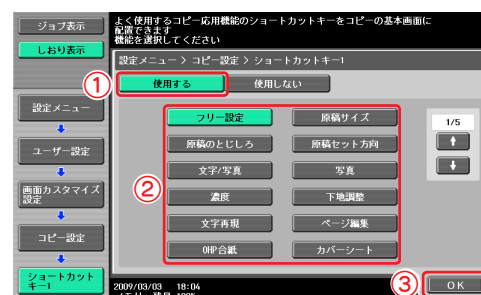 ジョブ表示
よく使用するコピー応用機能のショートカットキーをコピーの基本画面に
配置できます
機能を選択してください
しおり表示
設定メニュー > コピー設定 > ショートカットキー1
①
使用する
使用しない
設定メニュー
ユーザー設定
画面カスタマイズ
設定
コピー設定
ショートカット
キー1
②
フリー設定
原稿サイズ
原稿のとじしろ
原稿セット方向
文字/写真
写真
濃度
下地調整
文字再現
ページ編集
OHP合紙
カバーシート
1/5
↑
↓
2009/03/03 18:04
③
OK